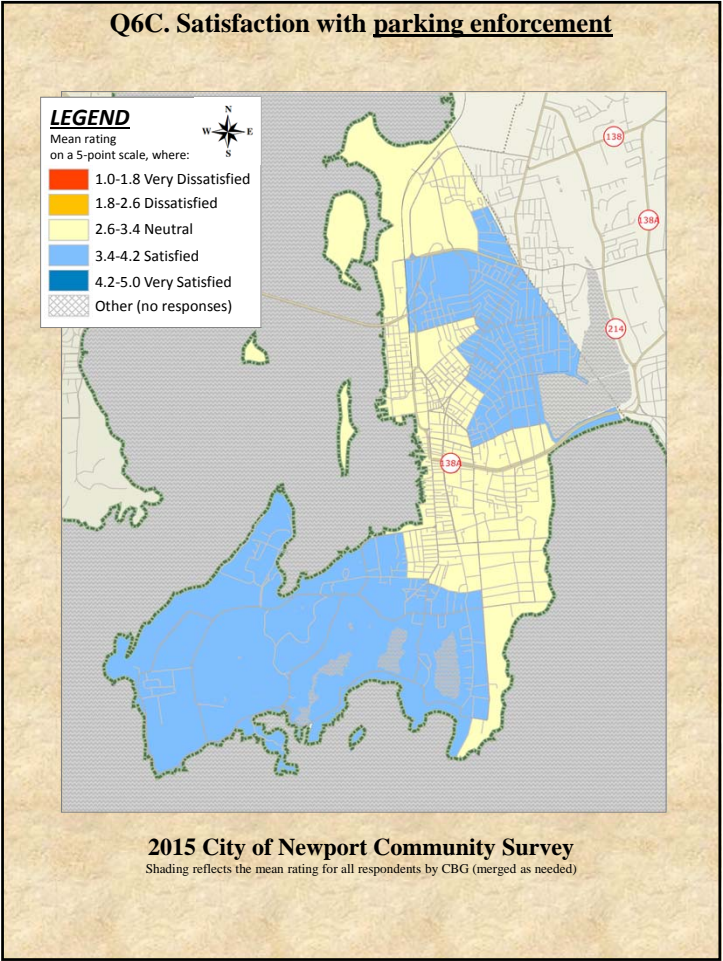 Q6C. Satisfaction with parking enforcement
LEGEND
Mean rating
on a 5-point scale, where:
N
W E
S
1.0-1.8 Very Dissatisfied
1.8-2.6 Dissatisfied
2.6-3.4 Neutral
3.4-4.2 Satisfied
4.2-5.0 Very Satisfied
Other (no responses)
138
138A
214
138A
2015 City of Newport Community Survey
Shading reflects the mean rating for all respondents by CBG (merged as needed)